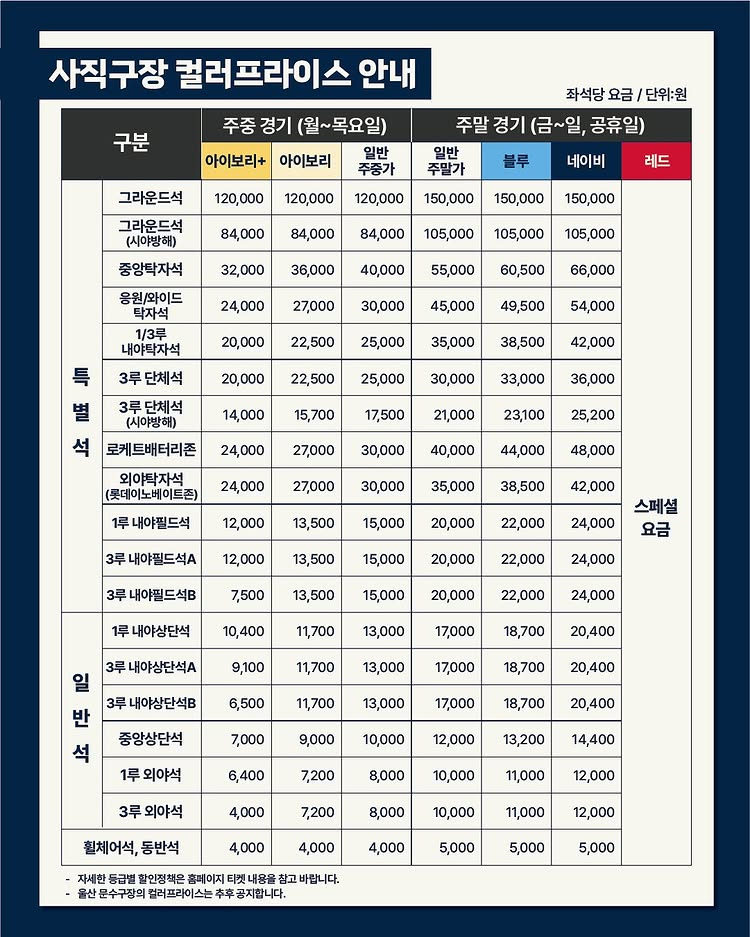 사직구장 컬러프라이스 안내
좌석당 요금 / 단위:원
구분 주중 경기 (월~목요일) 주말 경기 (금~일, 공휴일)
아이보리+ 아이보리 일반 주중가 일반 주말가 블루 네이비 레드
특별석
그라운드석 120,000 120,000 120,000 150,000 150,000 150,000
그라운드석 (시야방해) 84,000 84,000 84,000 105,000 105,000 105,000
중앙탁자석 32,000 36,000 40,000 55,000 60,500 66,000
응원/와이드 탁자석 24,000 27,000 30,000 45,000 49,500 54,000
1/3루 내야탁자석 20,000 22,500 25,000 35,000 38,500 42,000
3루 단체석 20,000 22,500 25,000 30,000 33,000 36,000
3루 단체석 (시야방해) 14,000 15,700 17,500 21,000 23,100 25,200
로케트배터리존 24,000 27,000 30,000 40,000 44,000 48,000
외야탁자석 (롯데이노베이트존) 24,000 27,000 30,000 35,000 38,500 42,000
1루 내야필드석 12,000 13,500 15,000 20,000 22,000 24,000
3루 내야필드석A 12,000 13,500 15,000 20,000 22,000 24,000
3루 내야필드석B 7,500 13,500 15,000 20,000 22,000 24,000
일반석
1루 내야상단석 10,400 11,700 13,000 17,000 18,700 20,400
3루 내야상단석A 9,100 11,700 13,000 17,000 18,700 20,400
3루 내야상단석B 6,500 11,700 13,000 17,000 18,700 20,400
중앙상단석 7,000 9,000 10,000 12,000 13,200 14,400
1루 외야석 6,400 7,200 8,000 10,000 11,000 12,000
3루 외야석 4,000 7,200 8,000 10,000 11,000 12,000
휠체어석, 동반석 4,000 4,000 4,000 5,000 5,000 5,000
스페셜
요금
- 자세한 등급별 할인정책은 홈페이지 티켓 내용을 참고 바랍니다.
- 울산 문수구장의 컬러프라이스는 추후 공지합니다.